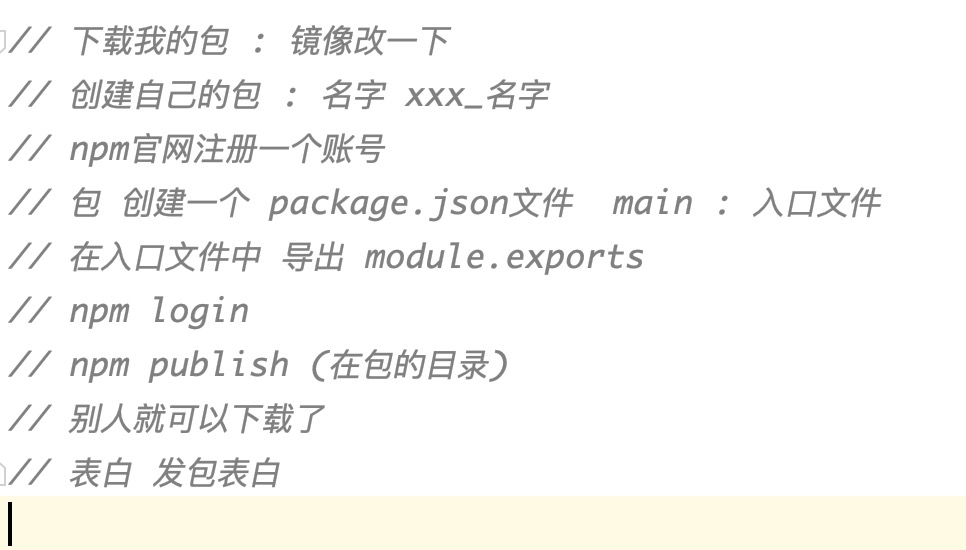 // 下载我的包 : 镜像改一下
// 创建自己的包 : 名字 xxx_名字
// npm官网注册一个账号
// 包 创建一个 package.json文件  main : 入口文件
// 在入口文件中 导出 module.exports
// npm login
// npm publish (在包的目录)
// 别人就可以下载了
// 表白 发包表白